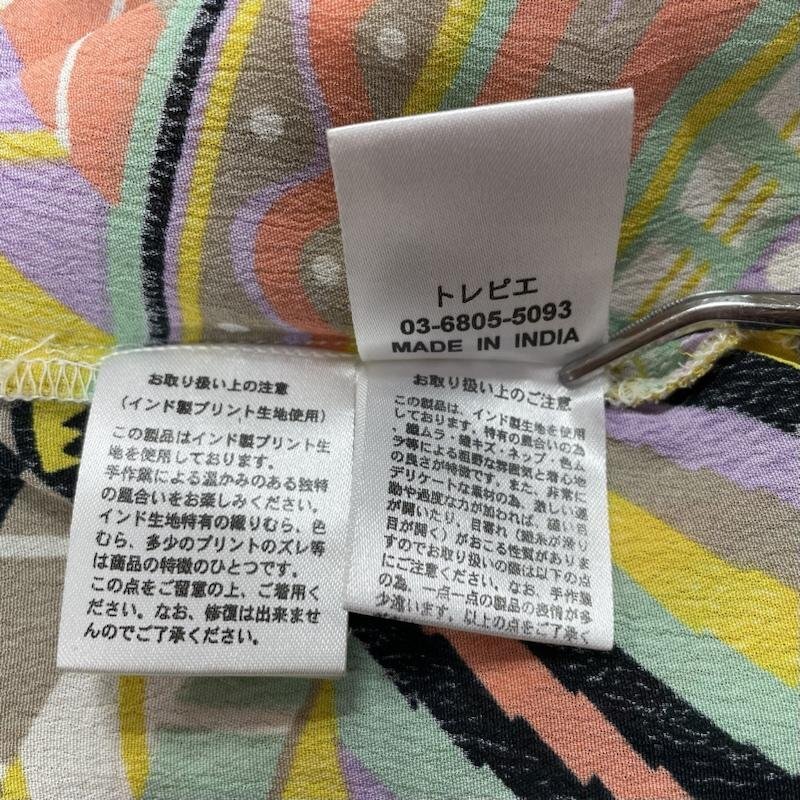 トレピエ
03-6805-5093
MADE IN INDIA
お取り扱い上の注意
（インド製プリント生地使用）
この製品はインド製プリント生
地を使用しております。
手作業による温かみのある独特
の風合いをお楽しみください。
インド生地特有の織りむら、色
むら、多少のプリントのズレ等
は商品の特徴のひとつです。
この点をご留意の上、ご着用く
ださい。なお、修復は出来ませ
んのでご了承ください。
お取り扱い上のご注意
この製品は、インド製生地を使用
しております。特有の風合いの為
、織ムラ・織キズ・ネップ・色ム
ラ等による粗野な雰囲気と着心地
の良さが特徴です。また、非常に
デリケートな素材の為、激しい運
動や過度な力が加われば、縫い目
が開いたり、目寄れ（織糸が滑り
目が開く）がおこる性質がありま
すのでお取り扱いの際は以下の点
にご注意ください。なお、手作業
の為、一点一点の製品の表情が多
少違います。以上の点をご了承く